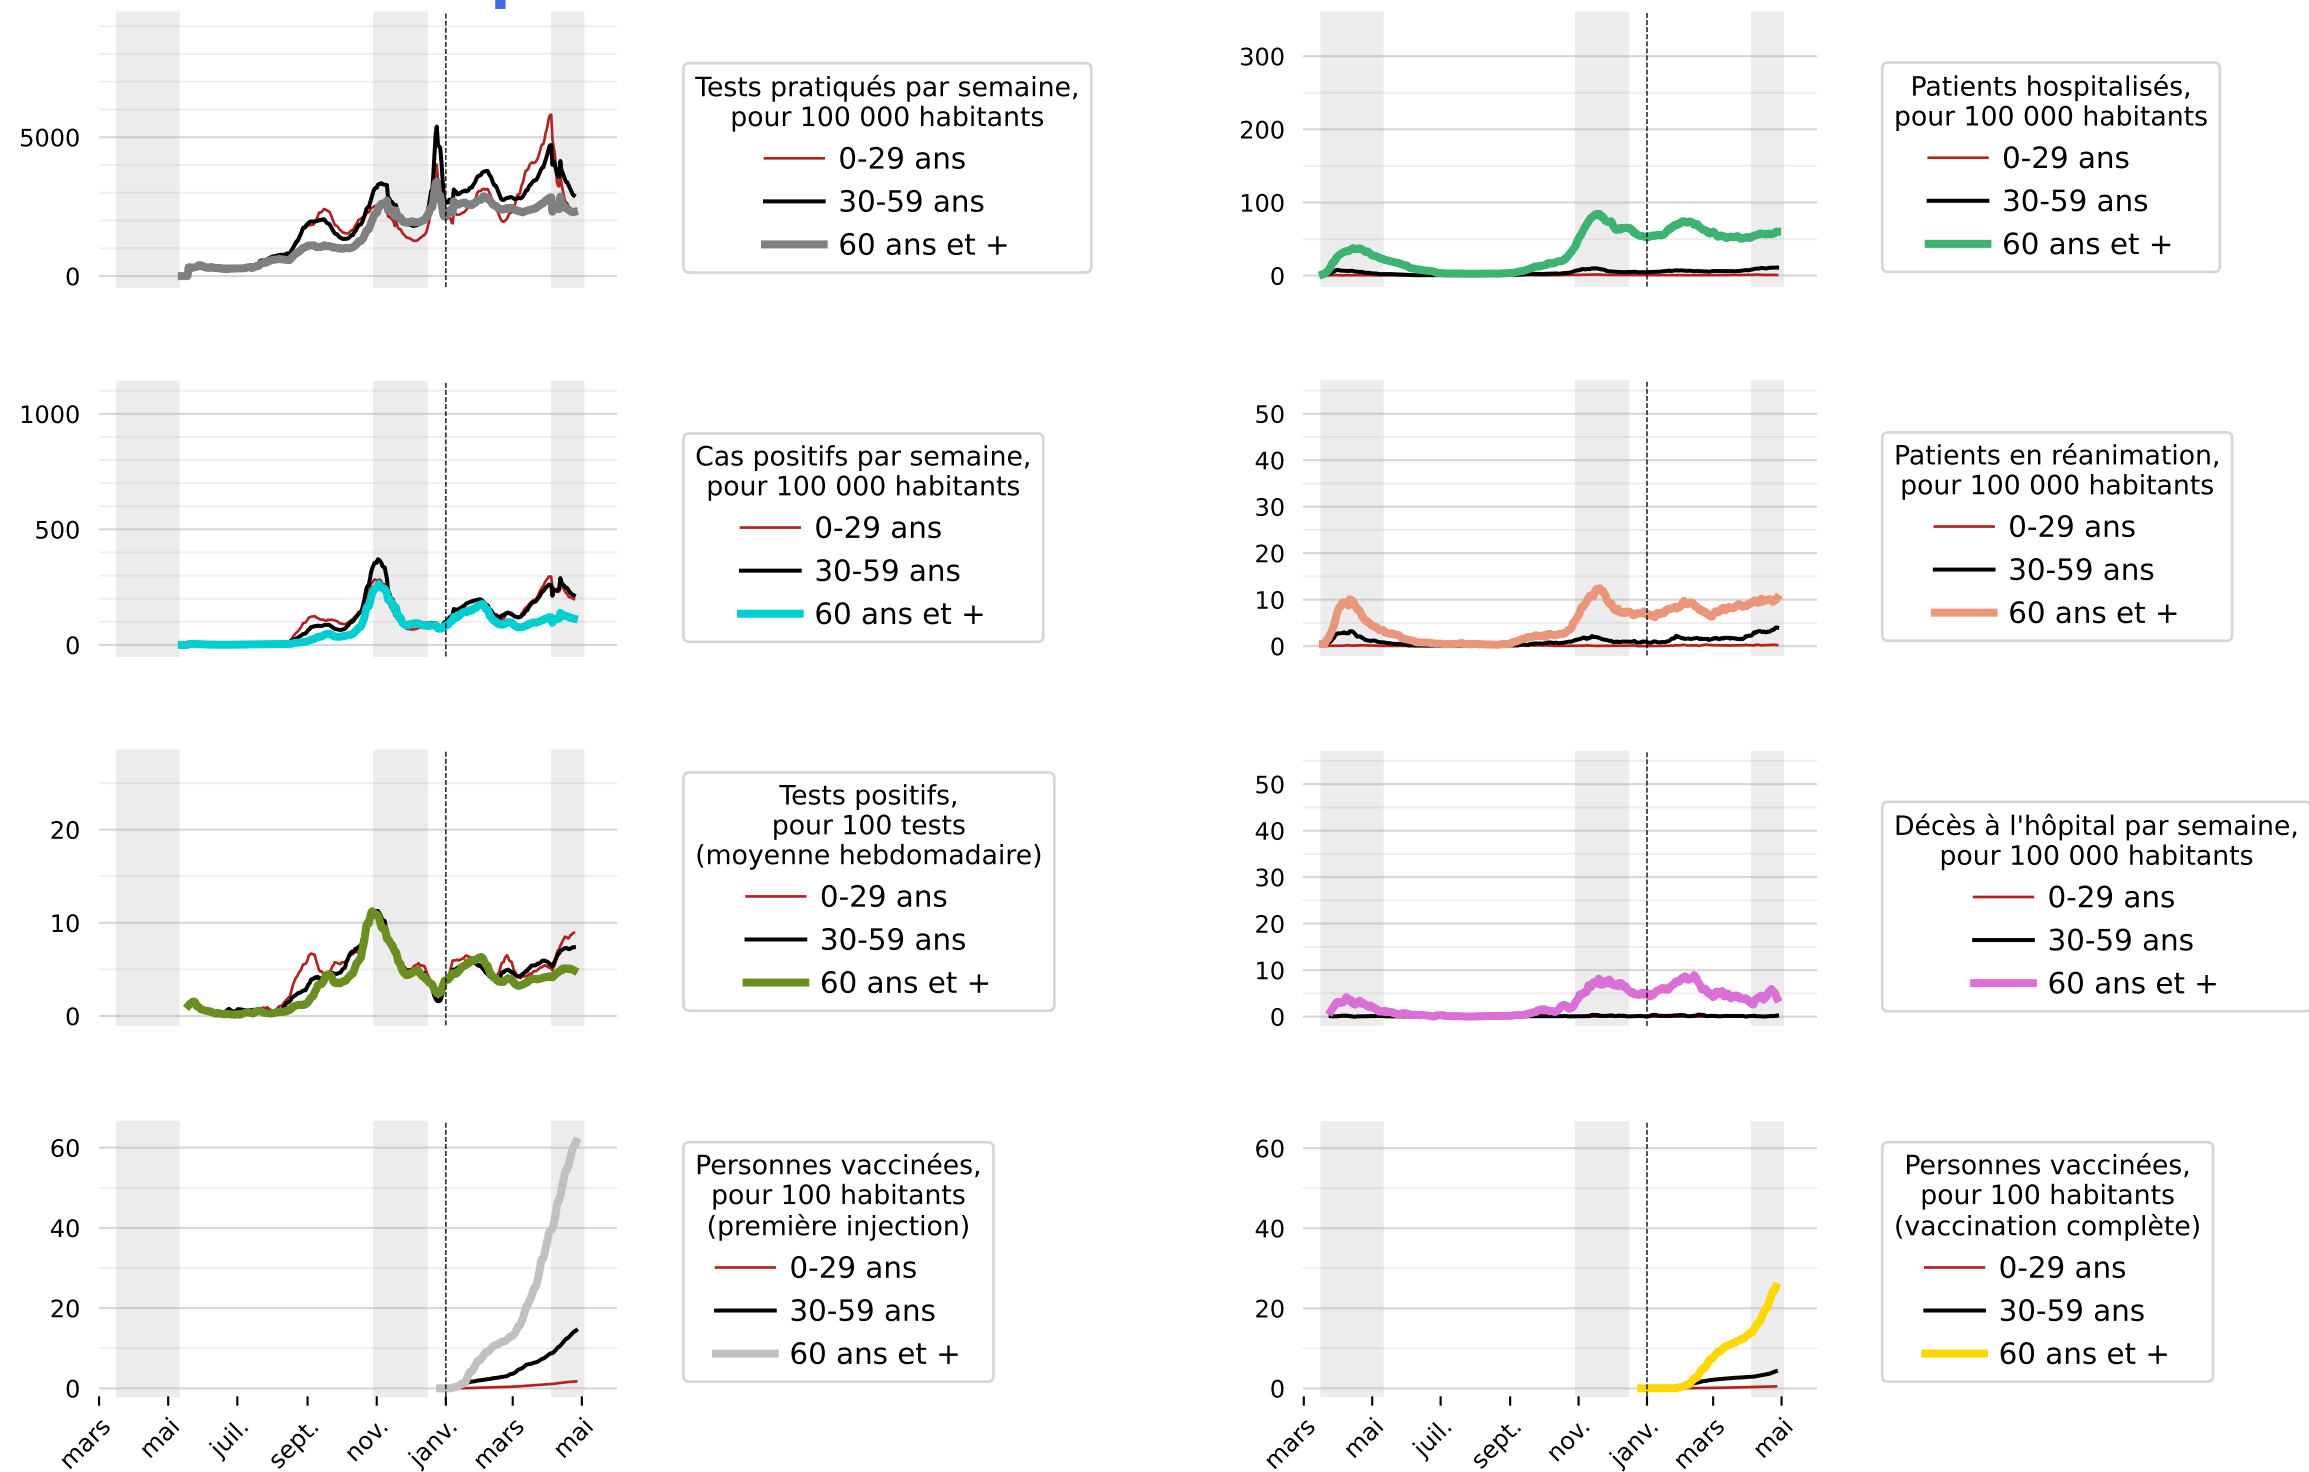 5000
0
Tests pratiqués par semaine,
pour 100 000 habitants
0-29 ans
30-59 ans
60 ans et +
300
200
100
0
Patients hospitalisés,
pour 100 000 habitants
0-29 ans
30-59 ans
60 ans et +
1000
500
0
Cas positifs par semaine,
pour 100 000 habitants
0-29 ans
30-59 ans
60 ans et +
50
40
30
20
10
0
Patients en réanimation,
pour 100 000 habitants
0-29 ans
30-59 ans
60 ans et +
20
10
0
Tests positifs,
pour 100 tests
(moyenne hebdomadaire)
0-29 ans
30-59 ans
60 ans et +
50
40
30
20
10
0
Décès à l'hôpital par semaine,
pour 100 000 habitants
0-29 ans
30-59 ans
60 ans et +
60
40
20
0
mars mai juil. sept. nov. janv. mars mai
Personnes vaccinées,
pour 100 habitants
(première injection)
0-29 ans
30-59 ans
60 ans et +
60
40
20
0
mars mai juil. sept. nov. janv. mars mai
Personnes vaccinées,
pour 100 habitants
(vaccination complète)
0-29 ans
30-59 ans
60 ans et +